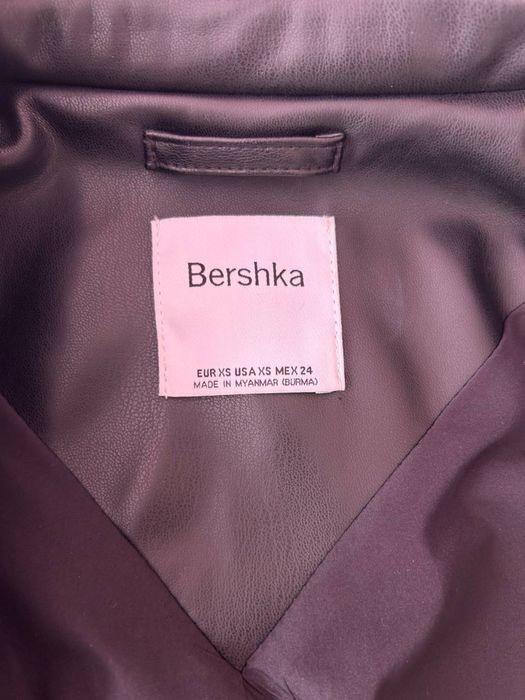 Bershka
EUR XS USA XS MEX 24
MADE IN MYANMAR (BURMA)